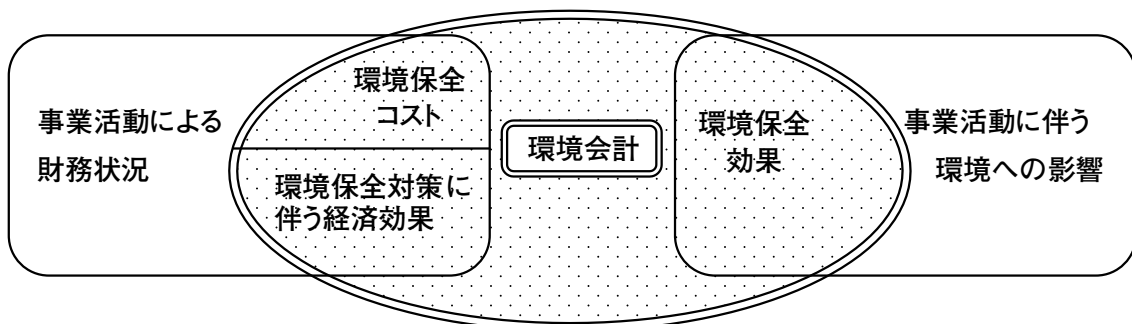 事業活動による
財務状況
環境保全
コスト
環境保全対策に
伴う経済効果
環境会計
環境保全
効果
事業活動に伴う
環境への影響